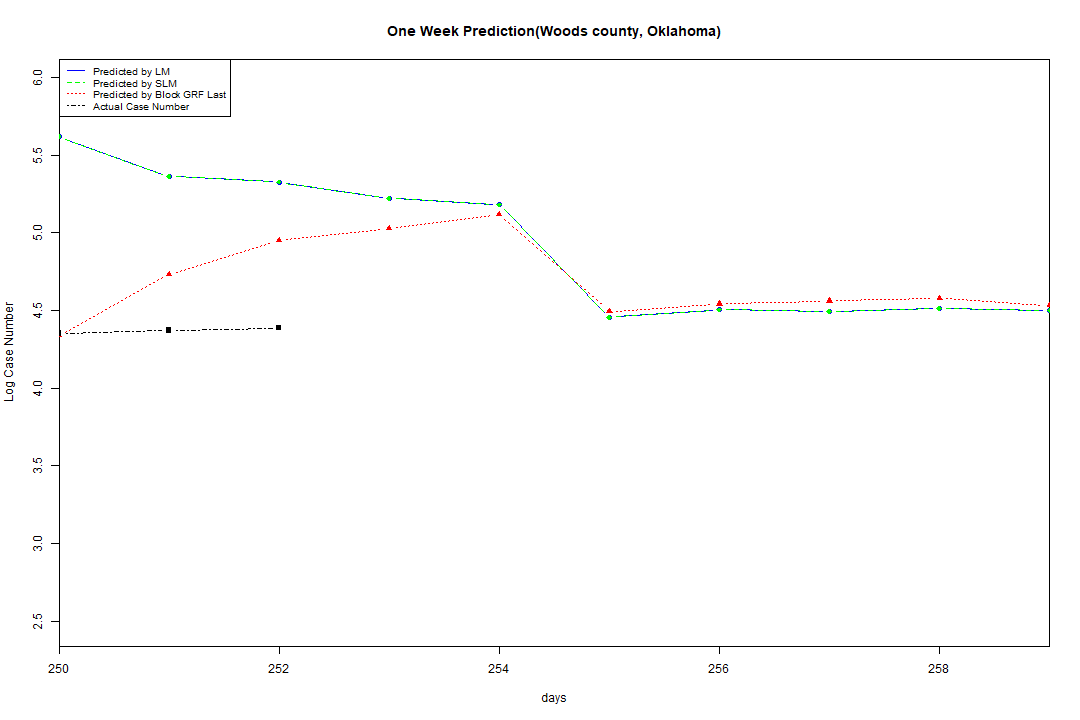 One Week Prediction(Woods county, Oklahoma)
Predicted by LM
Predicted by SLM
Predicted by Block GRF Last
Actual Case Number
6.0
5.5
5.0
4.5
4.0
3.5
3.0
2.5
Log Case Number
250 252 254 256 258
days